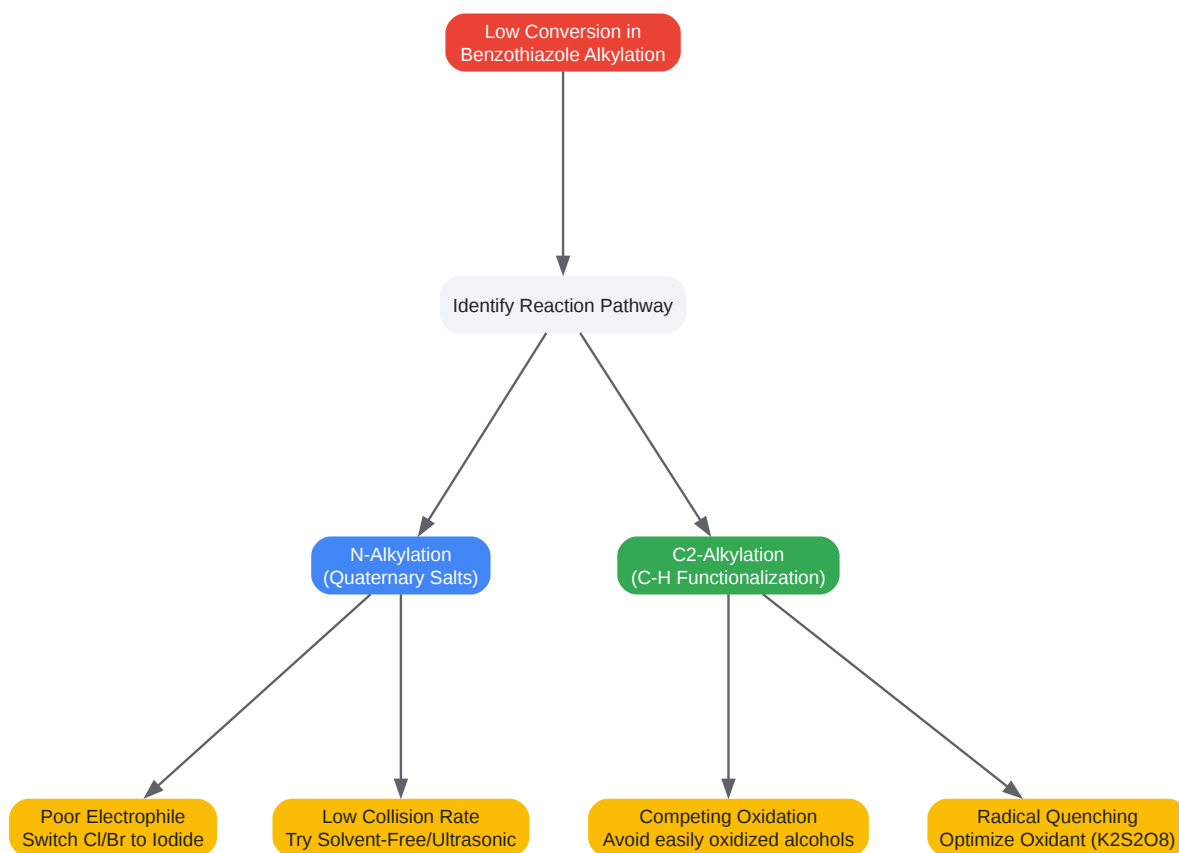 Low Conversion in
Benzothiazole Alkylation
Identify Reaction Pathway
N-Alkylation
(Quaternary Salts)
C2-Alkylation
(C-H Functionalization)
Poor Electrophile
Switch Cl/Br to Iodide
Low Collision Rate
Try Solvent-Free/Ultrasonic
Competing Oxidation
Avoid easily oxidized alcohols
Radical Quenching
Optimize Oxidant (K2S2O8)